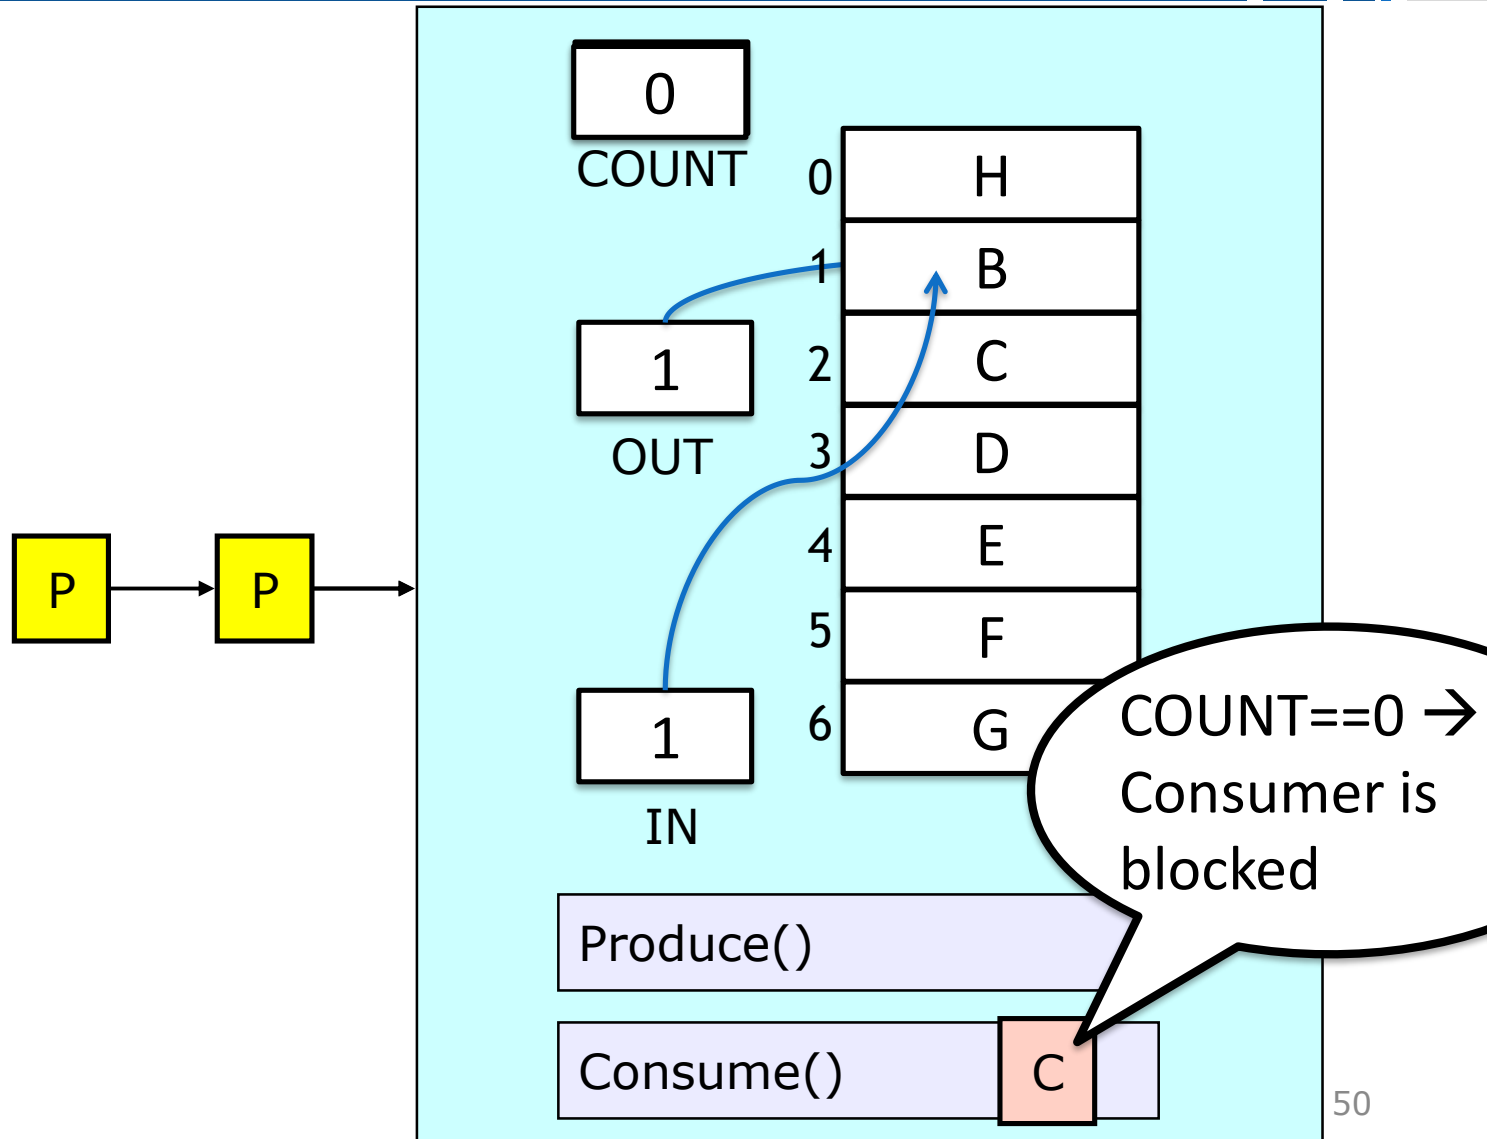 0
COUNT
0 H
1 B
1
OUT
2 C
3 D
4 E
5 F
6 G
P P
1
IN
COUNT==0 →
Consumer is
blocked
Produce()
Consume() C
50